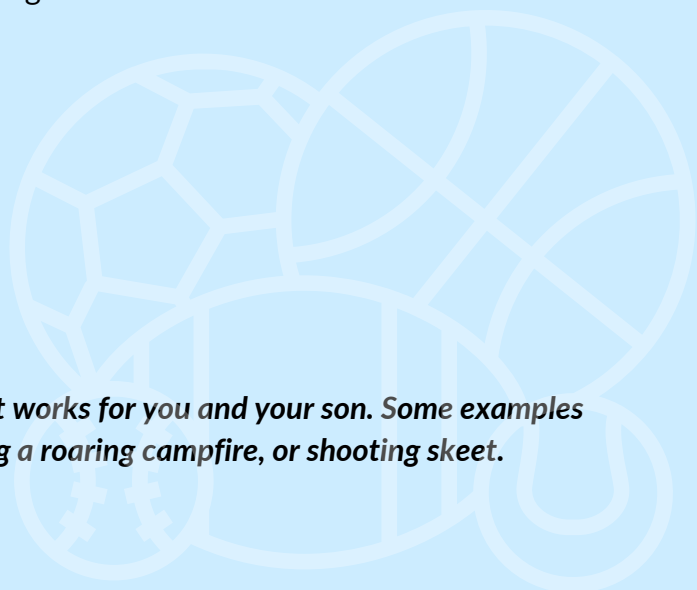 t works for you and your son. Some examples
g a roaring campfire, or shooting skeet.